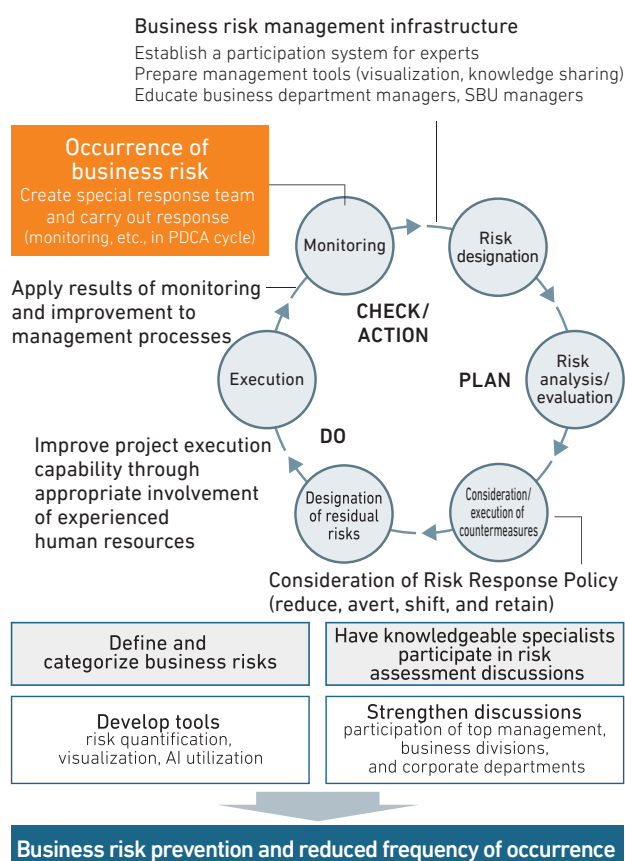 Business risk management infrastructure
Establish a participation system for experts
Prepare management tools (visualization, knowledge sharing)
Educate business department managers, SBU managers
Occurrence of
business risk
Create special response team
and carry out response
(monitoring, etc., in PDCA cycle)
Monitoring
Risk
designation
Apply results of monitoring
and improvement to
management processes
CHECK/
ACTION
Execution
PLAN
Risk
analysis/
evaluation
DO
Improve project execution
capability through
appropriate involvement
of experienced
human resources
Designation
of residual
risks
Consideration/
execution of
countermeasures
Consideration of Risk Response Policy
(reduce, avert, shift, and retain)
Define and
categorize business risks
Have knowledgeable specialists
participate in risk
assessment discussions
Develop tools
risk quantification,
visualization, AI utilization
Strengthen discussions
participation of top management,
business divisions,
and corporate departments
Business risk prevention and reduced frequency of occurrence